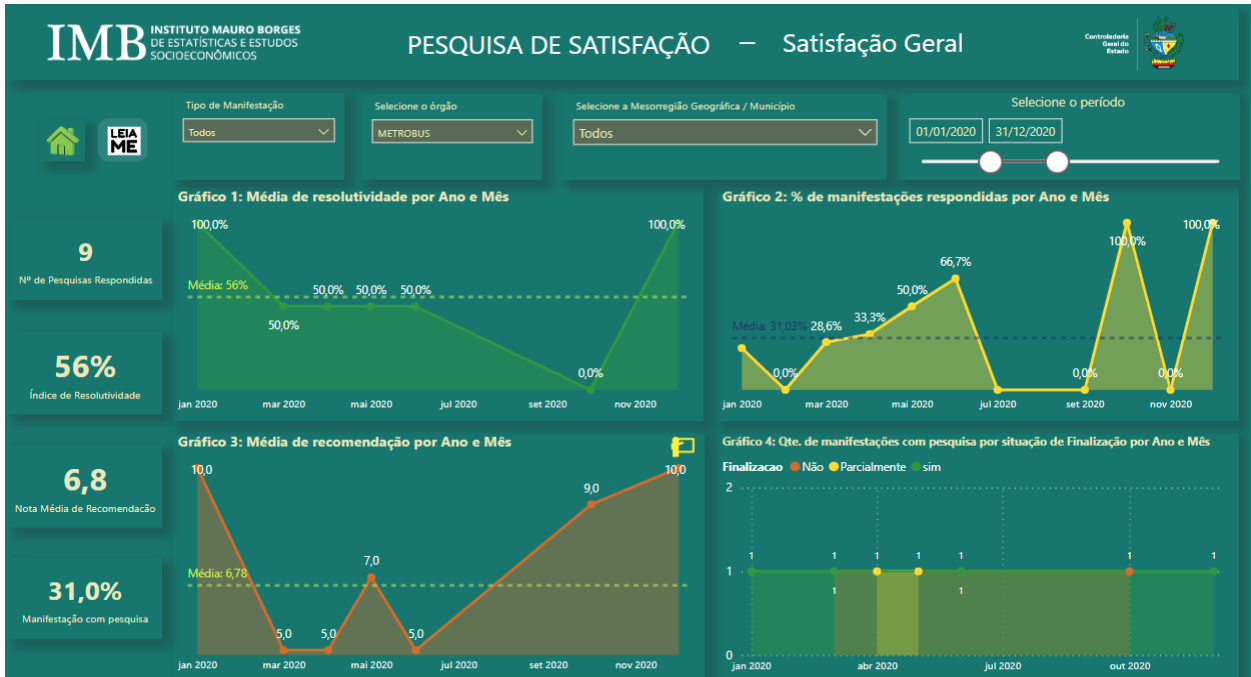 IMB
INSTITUTO MAURO BORGES
DE ESTATÍSTICAS E ESTUDOS
SOCIOECONÔMICOS
PESQUISA DE SATISFAÇÃO – Satisfação Geral
Controladoria
Geral do
Estado
LEIA
ME
Tipo de Manifestação
Todos
Selecione o órgão
METROBUS
Selecione a Mesorregião Geográfica / Município
Todos
Selecione o período
01/01/2020 31/12/2020
9
Nº de Pesquisas Respondidas
56%
Índice de Resolutividade
6,8
Nota Média de Recomendacão
31,0%
Manifestação com pesquisa
Gráfico 1: Média de resolutividade por Ano e Mês
100,0% 100,0%
Média: 56%
50,0% 50,0% 50,0%
50,0%
0,0%
jan 2020 mar 2020 mai 2020 jul 2020 set 2020 nov 2020
Gráfico 2: % de manifestações respondidas por Ano e Mês
100,0%
100,0%
66,7%
50,0%
33,3%
Média: 31,03% 28,6%
0,0% 0,0% 0,0%
jan 2020 mar 2020 mai 2020 jul 2020 set 2020 nov 2020
Gráfico 3: Média de recomendação por Ano e Mês
10,0 10,0
9,0
7,0
Média: 6,78
5,0 5,0 5,0
jan 2020 mar 2020 mai 2020 jul 2020 set 2020 nov 2020
Gráfico 4: Qte. de manifestações com pesquisa por situação de Finalização por Ano e Mês
Finalizacao Não Parcialmente sim
2
1 1 1 1 1 1 1
1
1 1
0
jan 2020 abr 2020 jul 2020 out 2020